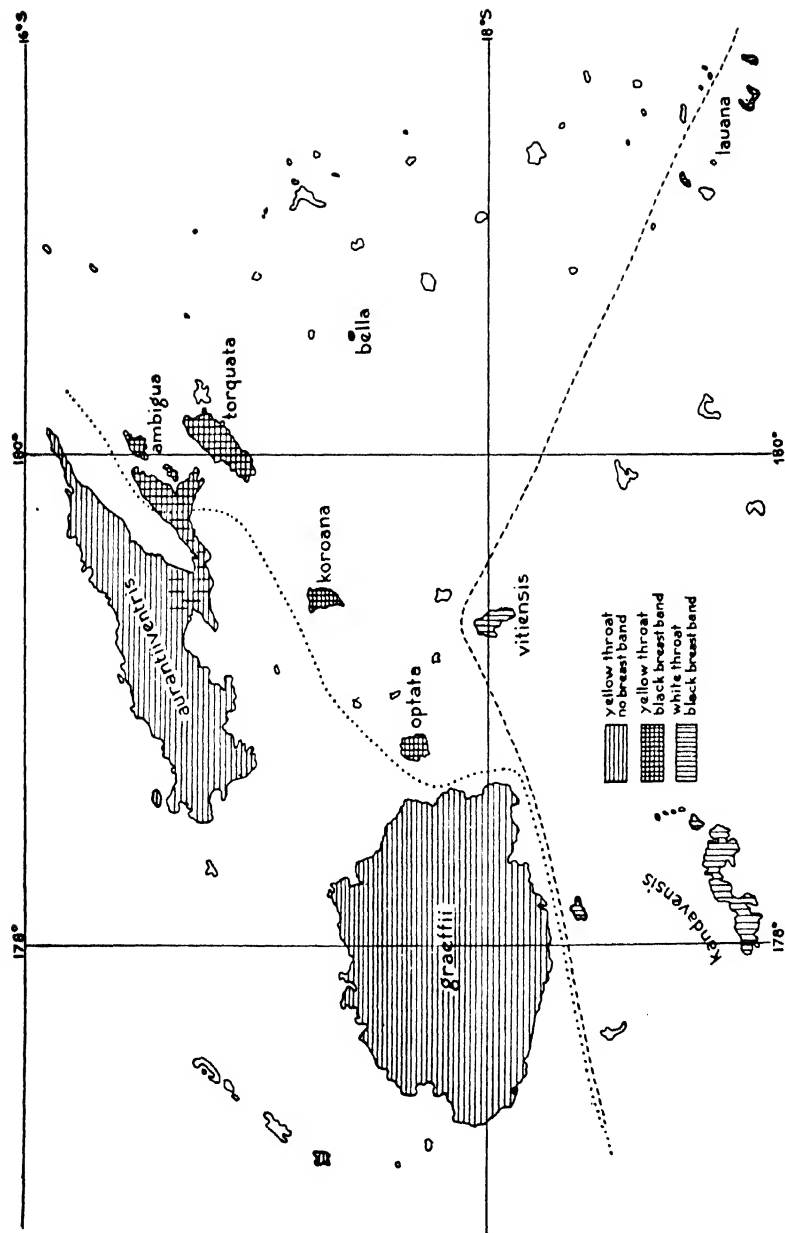 178°
180°
16°S
aurantiiventris
ambigua
torquata
koroana
bella
optata
graeffii
18°S
vitiensis
yellow throat
no breast band
yellow throat
black breast band
white throat
black breast band
kandavensis
lauana
178°
180°